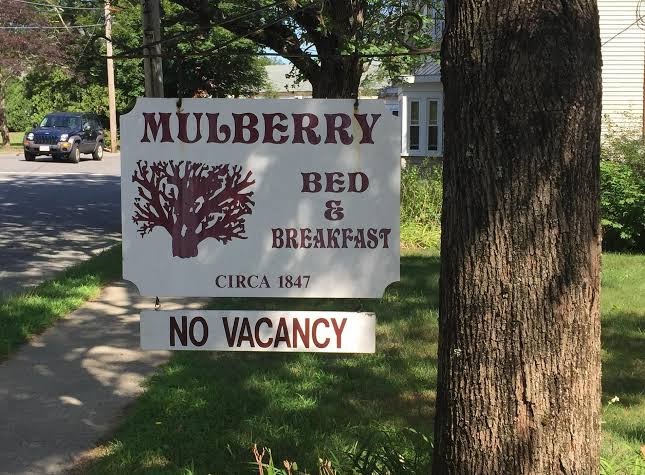 MULBERRY
BED
&
BREAKFAST
CIRCA 1847
NO VACANCY